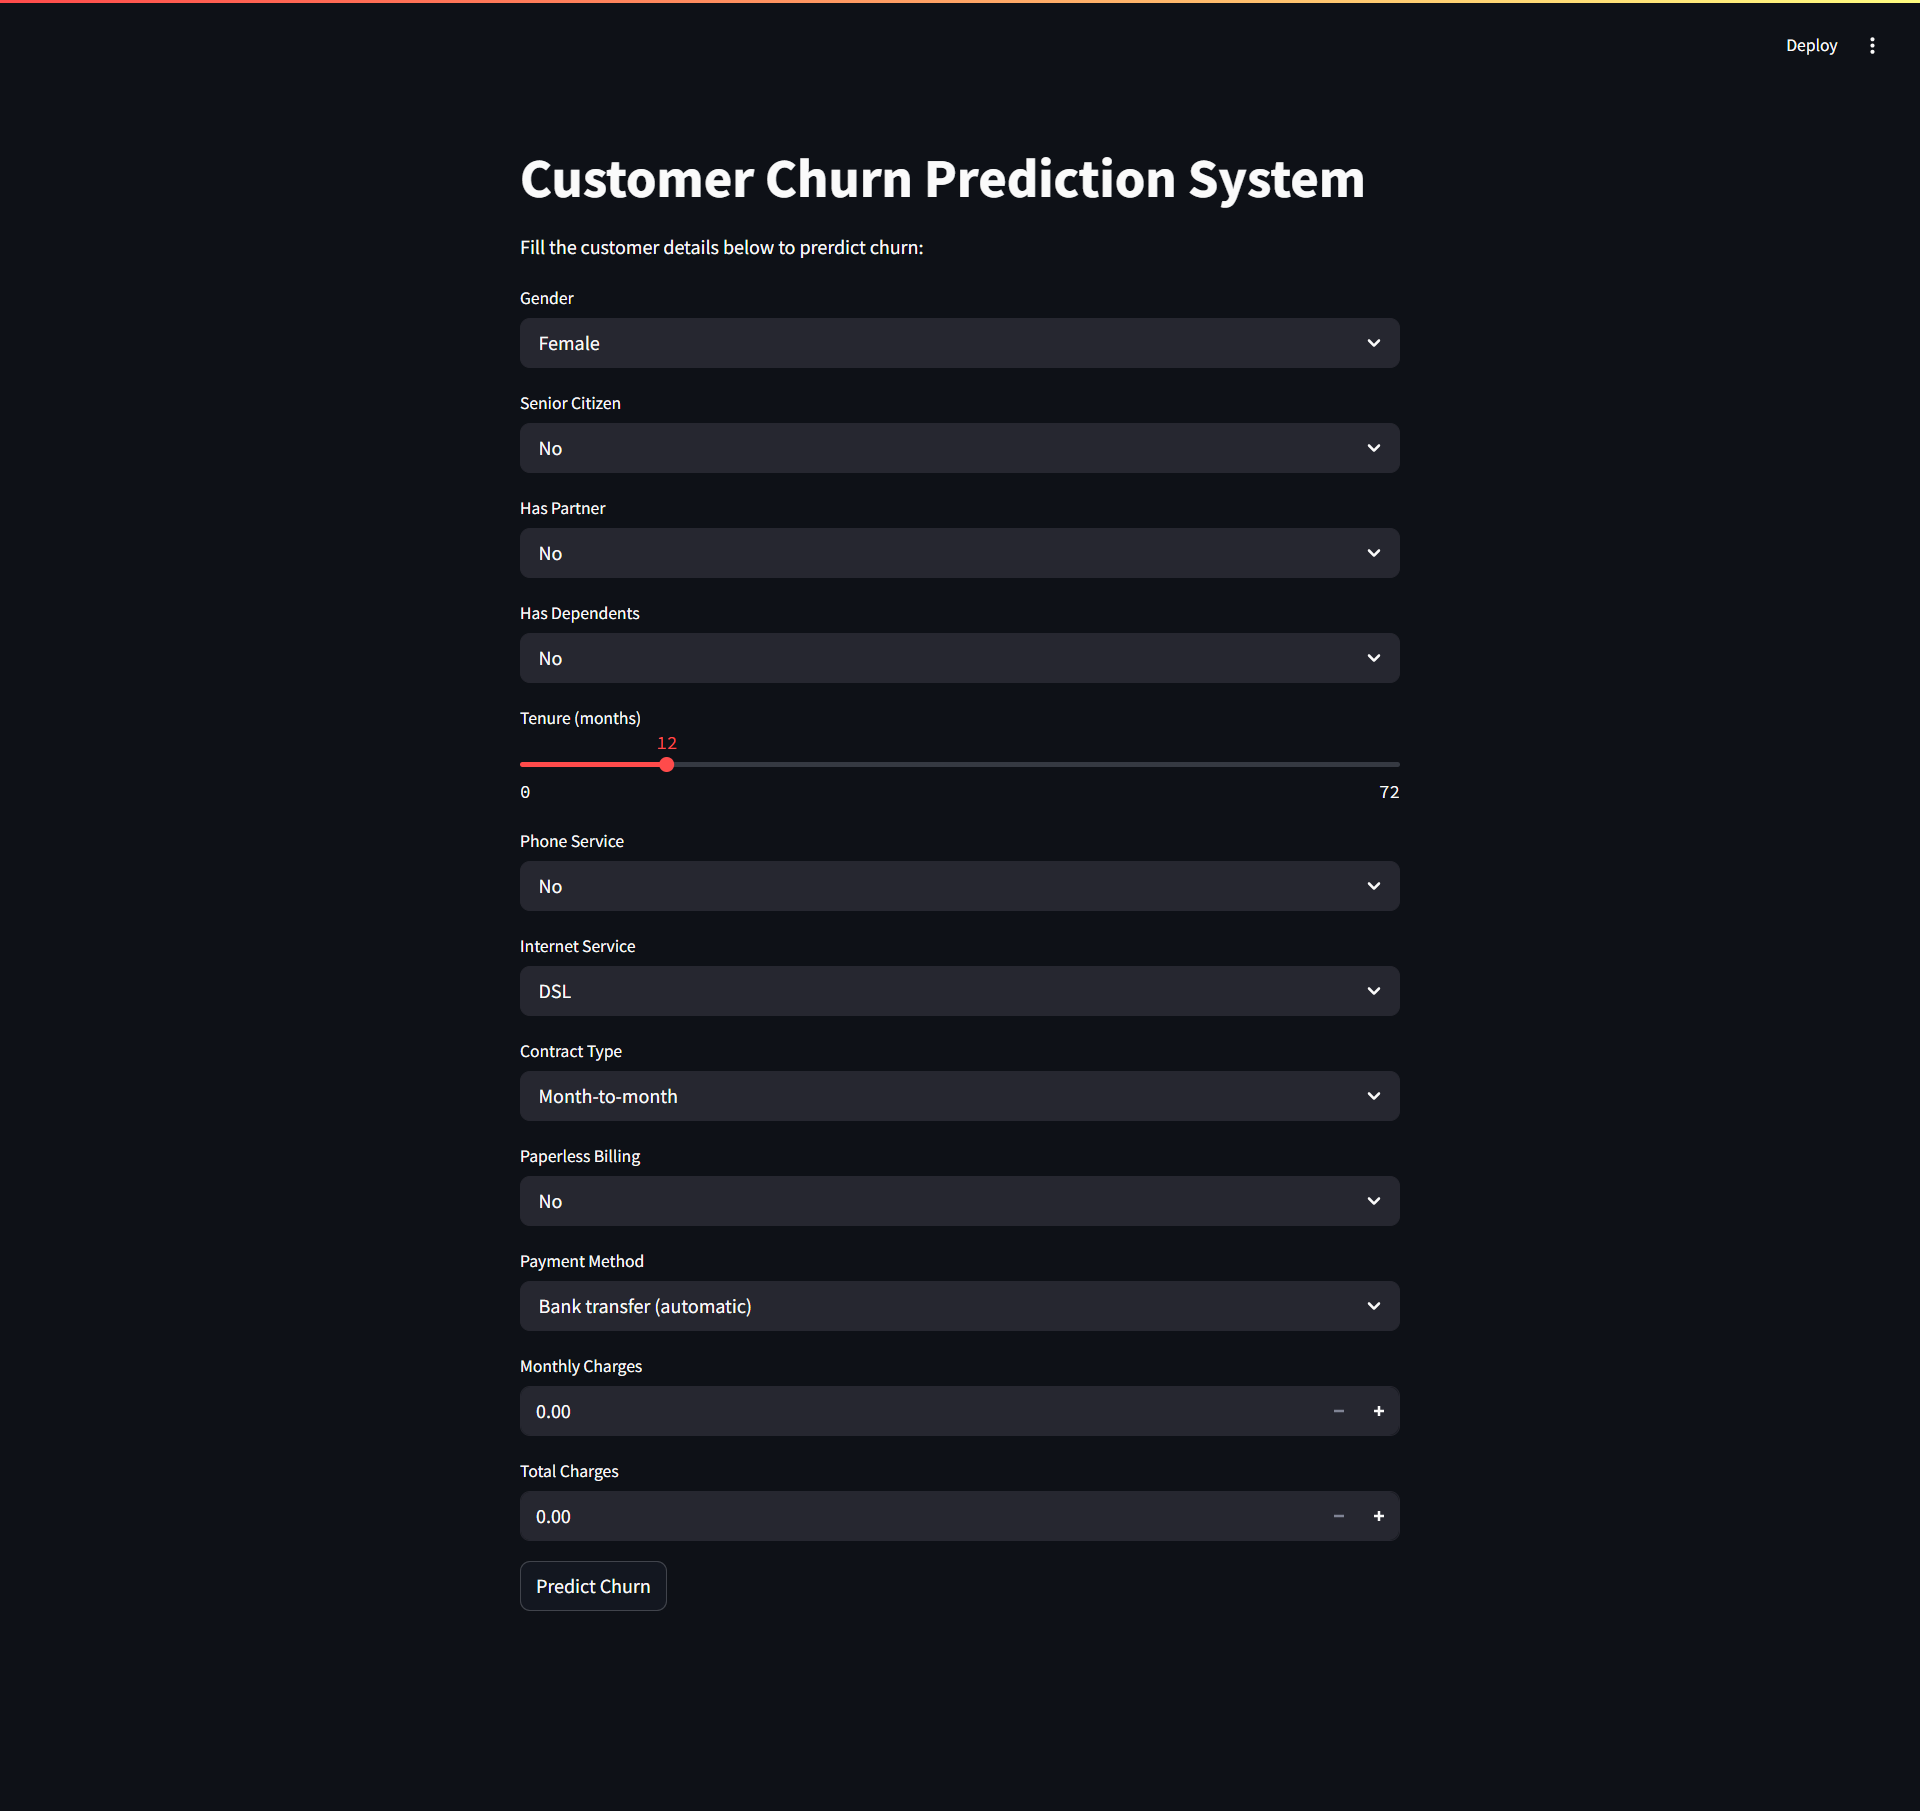 Deploy
Customer Churn Prediction System
Fill the customer details below to prerdict churn:
Gender
Female
Senior Citizen
No
Has Partner
No
Has Dependents
No
Tenure (months)
12
0 72
Phone Service
No
Internet Service
DSL
Contract Type
Month-to-month
Paperless Billing
No
Payment Method
Bank transfer (automatic)
Monthly Charges
0.00
Total Charges
0.00
Predict Churn